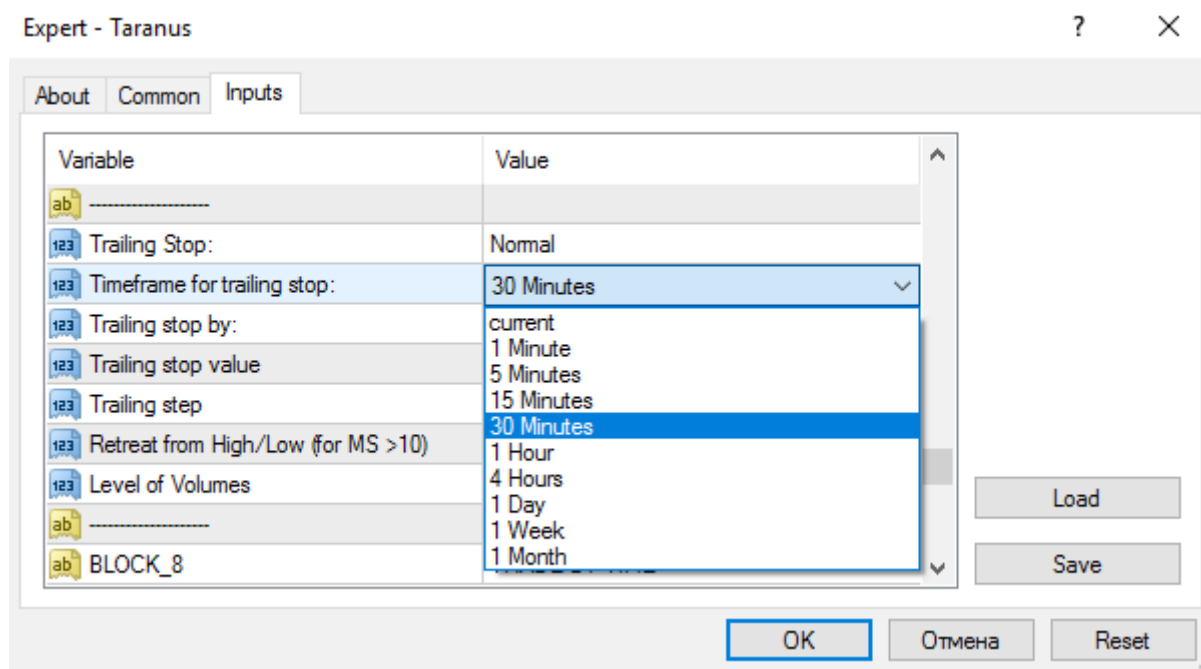 Expert - Taranus
?
About Common Inputs
Variable Value
ab --------------------
123 Trailing Stop: Normal
123 Timeframe for trailing stop: 30 Minutes
123 Trailing stop by:
current
1 Minute
123 Trailing stop value
5 Minutes
15 Minutes
123 Trailing step
30 Minutes
123 Retreat from High/Low (for MS >10)
1 Hour
4 Hours
123 Level of Volumes
1 Day
Load
ab --------------------
1 Week
1 Month
ab BLOCK_8
Save
OK Отмена Reset